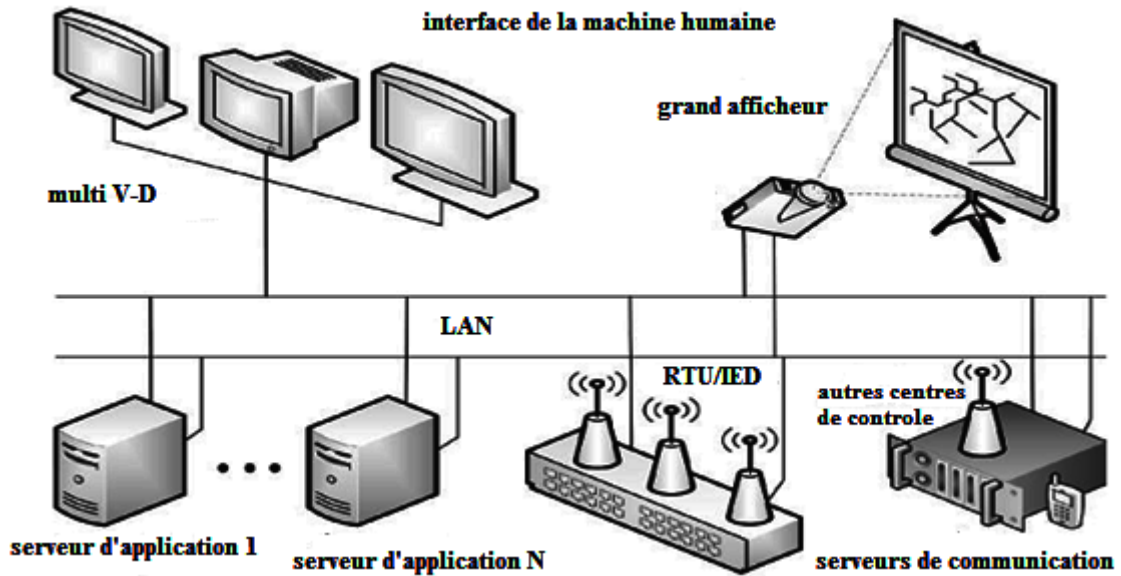 interface de la machine humaine
grand afficheur
multi V-D
LAN
RTU/IED
autres centres
de controle
serveur d'application 1
serveur d'application N
serveurs de communication